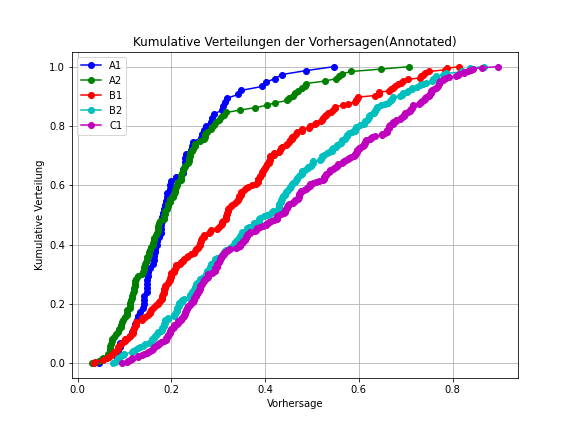 Kumulative Verteilungen der Vorhersagen(Annotated)
A1
A2
B1
B2
C1
Kumulative Verteilung
1.0
0.8
0.6
0.4
0.2
0.0
0.0 0.2 0.4 0.6 0.8
Vorhersage